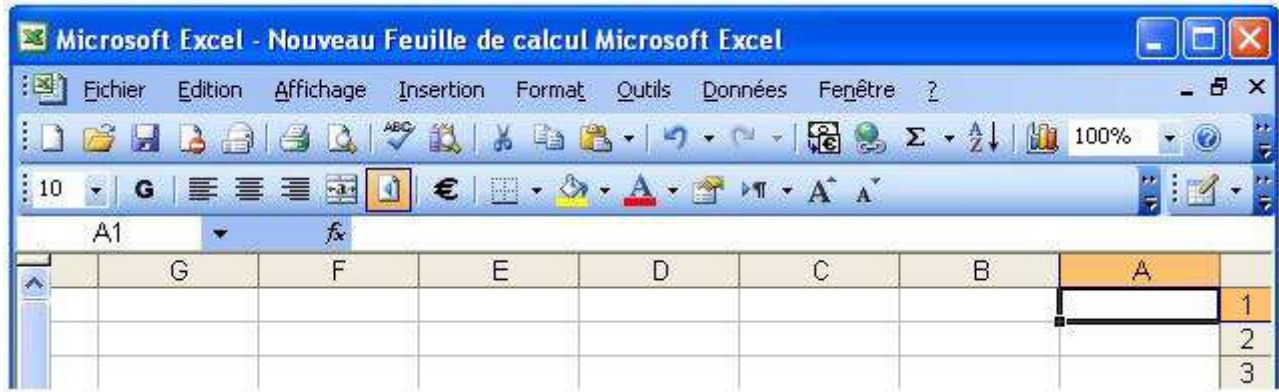 Microsoft Excel - Nouveau Feuille de calcul Microsoft Excel
Fichier Edition Affichage Insertion Format Outils Données Fenêtre ?
ABC € Σ A Z 100% ?
10 G a € A ¶ A A
A1 fx
G F E D C B A
1
2
3